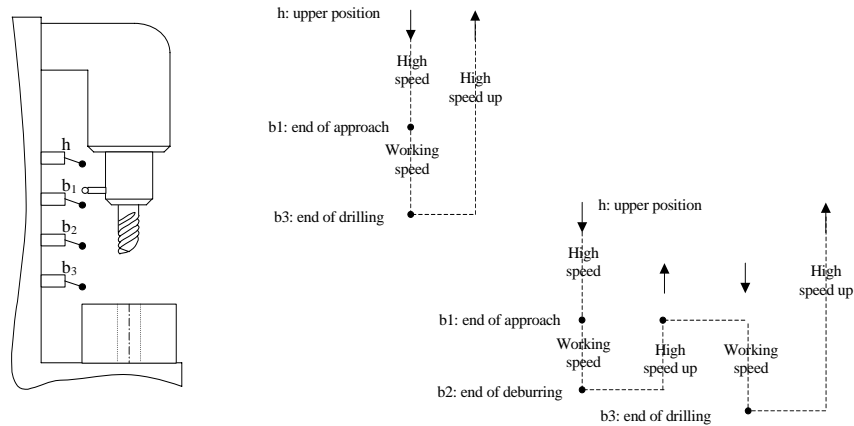 h
b1
b2
b3
h: upper position
High
speed
High
speed up
b1: end of approach
Working
speed
b3: end of drilling
h: upper position
High
speed
High
speed up
b1: end of approach
Working
speed
High
speed up
Working
speed
b2: end of deburring
b3: end of drilling